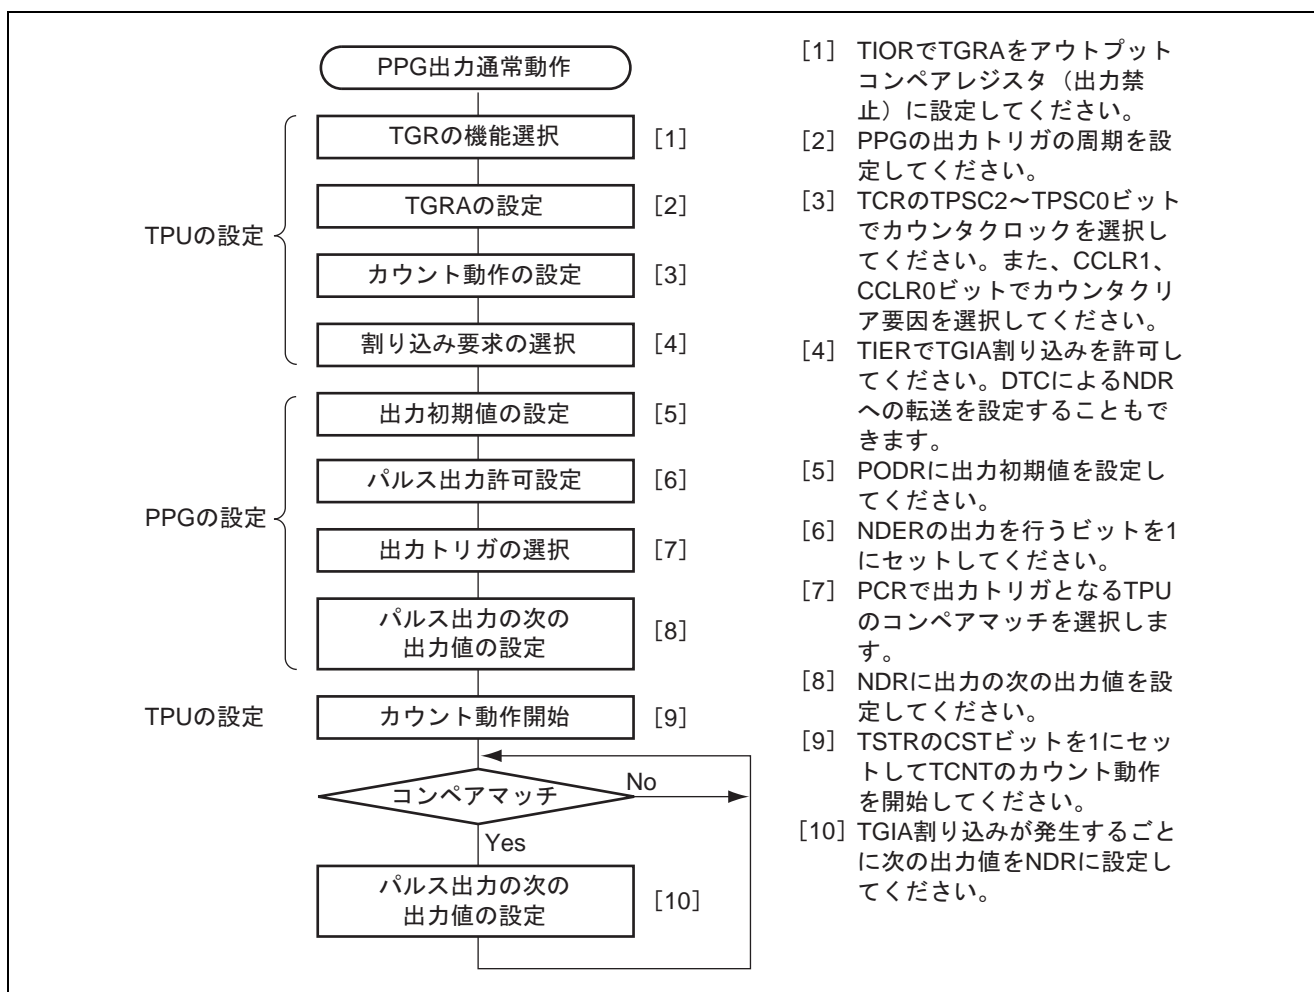 PPG出力通常動作
TPUの設定
TGRの機能選択 [1]
TGRAの設定 [2]
カウント動作の設定 [3]
割り込み要求の選択 [4]
PPGの設定
出力初期値の設定 [5]
パルス出力許可設定 [6]
出力トリガの選択 [7]
パルス出力の次の
出力値の設定
[8]
TPUの設定
カウント動作開始 [9]
コンペアマッチ
No
Yes
パルス出力の次の
出力値の設定
[10]
[1] TIORでTGRAをアウトプット
コンペアレジスタ（出力禁
止）に設定してください。
[2] PPGの出力トリガの周期を設
定してください。
[3] TCRのTPSC2～TPSC0ビット
でカウンタクロックを選択し
てください。また、CCLR1、
CCLR0ビットでカウンタクリ
ア要因を選択してください。
[4] TIERでTGIA割り込みを許可し
てください。DTCによるNDR
への転送を設定することもで
きます。
[5] PODRに出力初期値を設定し
てください。
[6] NDERの出力を行うビットを1
にセットしてください。
[7] PCRで出力トリガとなるTPU
のコンペアマッチを選択しま
す。
[8] NDRに出力の次の出力値を設
定してください。
[9] TSTRのCSTビットを1にセッ
トしてTCNTのカウント動作
を開始してください。
[10] TGIA割り込みが発生するごと
に次の出力値をNDRに設定し
てください。